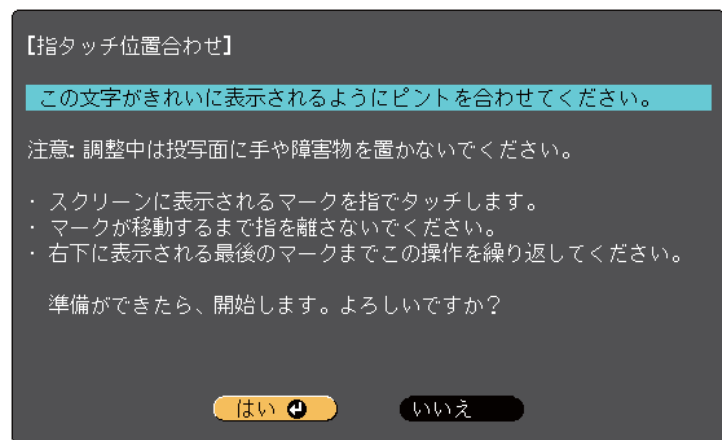 【指タッチ位置合わせ】
この文字がきれいに表示されるようにピントを合わせてください。
注意: 調整中は投写面に手や障害物を置かないでください。
・ スクリーンに表示されるマークを指でタッチします。
・ マークが移動するまで指を離さないでください。
・ 右下に表示される最後のマークまでこの操作を繰り返してください。
準備ができたら、開始します。よろしいですか？
はい
いいえ